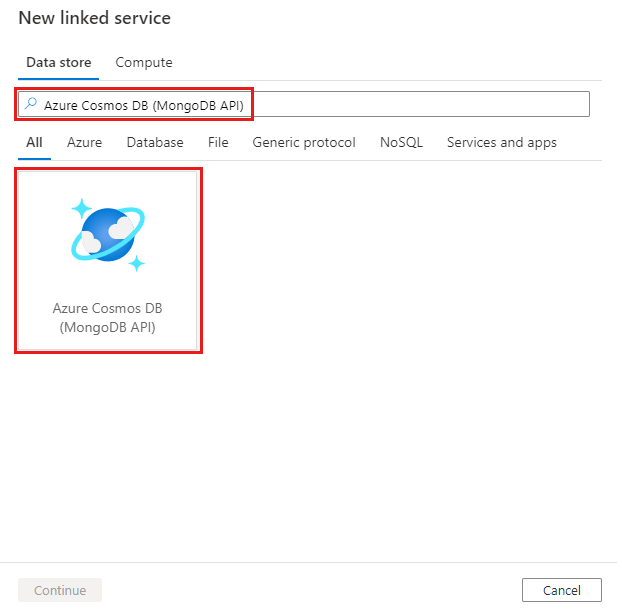 New linked service
Data store Compute
Azure Cosmos DB (MongoDB API)
All Azure Database File Generic protocol NoSQL Services and apps
Azure Cosmos DB
(MongoDB API)
Continue Cancel